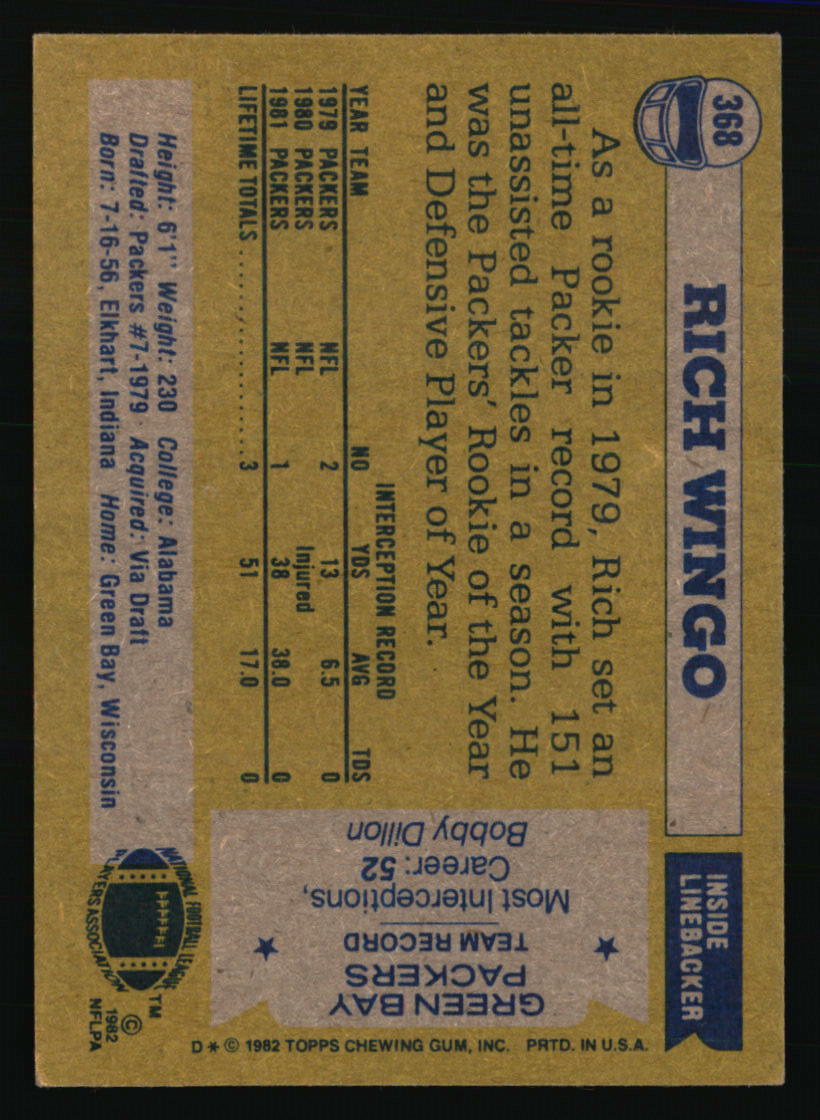 368
RICH WINGO
INSIDE
LINEBACKER
As a rookie in 1979, Rich set an
all-time Packer record with 151
unassisted tackles in a season. He
was the Packers' Rookie of the Year
and Defensive Player of Year.
INTERCEPTION RECORD
YEAR TEAM NO YDS AVG TDS
1979 PACKERS NFL 2 13 6.5 0
1980 PACKERS NFL Injured
1981 PACKERS NFL 1 38 38.0 0
LIFETIME TOTALS 3 51 17.0 0
Height: 6'1" Weight: 230 College: Alabama
Drafted: Packers #7-1979 Acquired: Via Draft
Born: 7-16-56, Elkhart, Indiana Home: Green Bay, Wisconsin
GREEN BAY
PACKERS
TEAM RECORD
Most Interceptions,
Career: 52
Bobby Dillon
NATIONAL FOOTBALL LEAGUE
PLAYERS ASSOCIATION
TM
© 1982
NFLPA
D * © 1982 TOPPS CHEWING GUM, INC. PRTD. IN U.S.A.